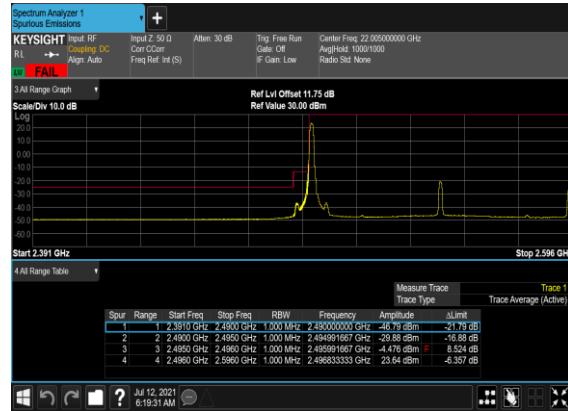 Spectrum Analyzer 1
Spurious Emissions
KEYSIGHT
RL
LW FAIL
Input: RF
Coupling: DC
Align: Auto
Input Z: 50 Ω
Corr CCorr
Freq Ref: Int (S)
Atten: 30 dB
Trig: Free Run
Gate: Off
IF Gain: Low
Center Freq: 22.005000000 GHz
Avg|Hold: 1000/1000
Radio Std: None
3 All Range Graph
Scale/Div 10.0 dB
Ref Lvl Offset 11.75 dB
Ref Value 30.00 dBm
Log
20.0
10.0
0.00
-10.0
-20.0
-30.0
-40.0
-50.0
-60.0
Start 2.391 GHz
Stop 2.596 GH
4 All Range Table
Measure Trace Trace 1
Trace Type Trace Average (Active)
Spur Range Start Freq Stop Freq RBW Frequency Amplitude ΔLimit
1 1 2.3910 GHz 2.4900 GHz 1.000 MHz 2.490000000 GHz -46.79 dBm -21.79 dB
2 2 2.4900 GHz 2.4950 GHz 1.000 MHz 2.494991667 GHz -29.88 dBm -16.88 dB
3 3 2.4950 GHz 2.4960 GHz 1.000 MHz 2.495991667 GHz -4.476 dBm F 8.524 dB
4 4 2.4960 GHz 2.5960 GHz 1.000 MHz 2.496833333 GHz 23.64 dBm -6.357 dB
Jul 12, 2021
6:19:31 AM